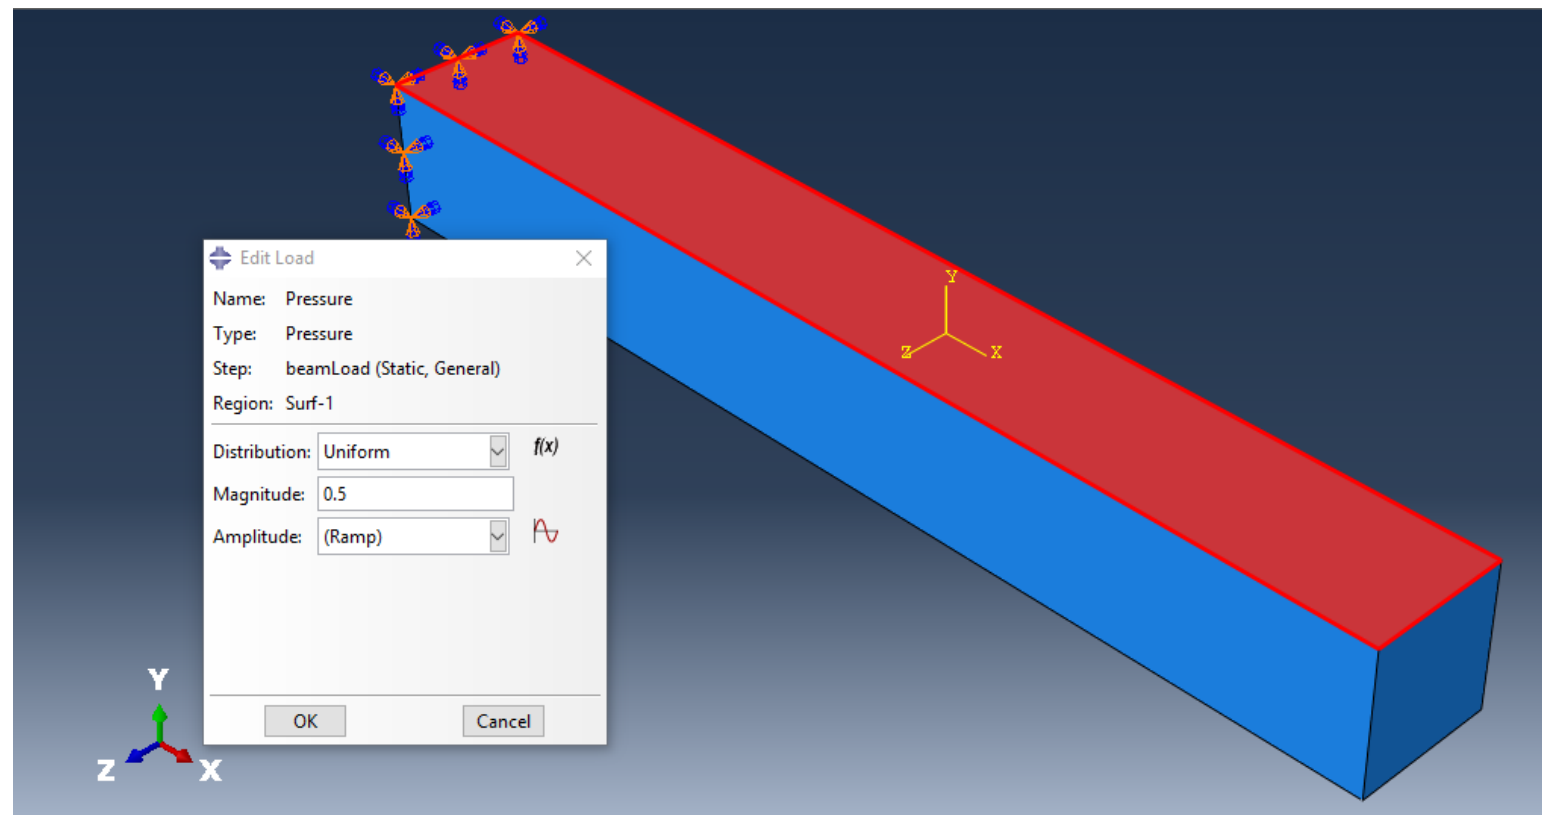 Edit Load
Name: Pressure
Type: Pressure
Step: beamLoad (Static, General)
Region: Surf-1
Distribution: Uniform f(x)
Magnitude: 0.5
Amplitude: (Ramp)
OK Cancel
Y
Z X
Y
Z X